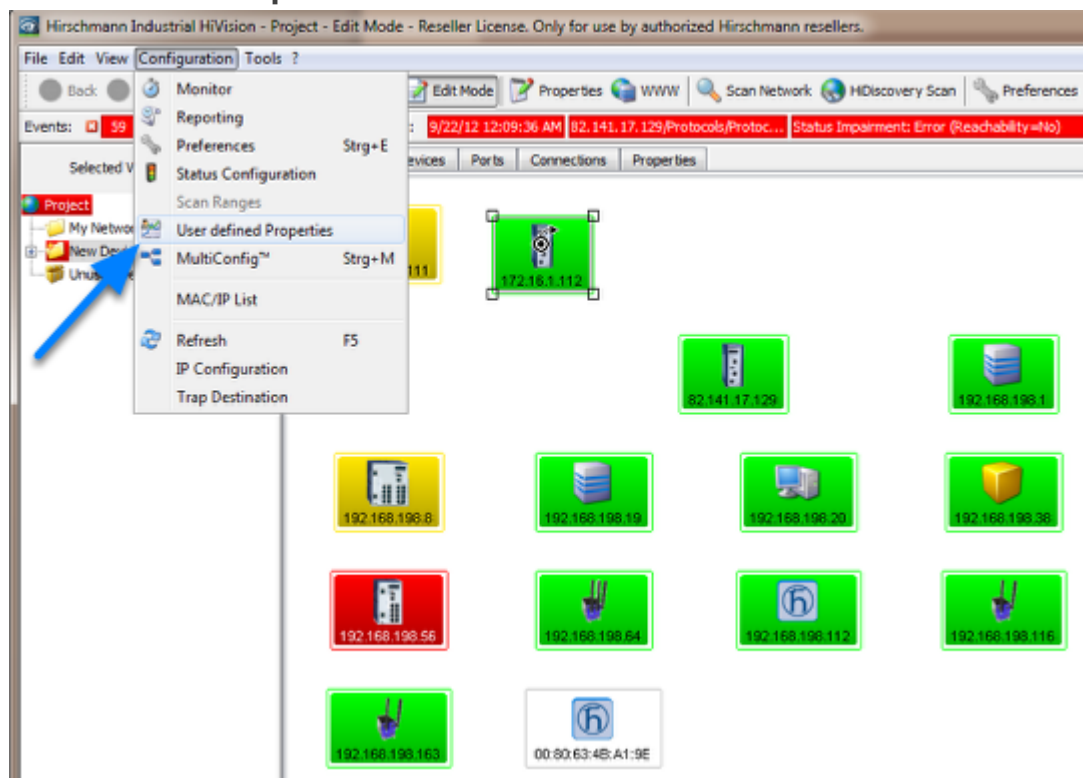 Hirschmann Industrial HiVision - Project - Edit Mode - Reseller License. Only for use by authorized Hirschmann resellers.
File Edit View Configuration Tools ?
Back Edit Mode Properties WWW Scan Network HiDiscovery Scan Preferences
Events: 59 : 9/22/12 12:09:36 AM 82.141.17.129/Protocols/Protoc... Status Impairment: Error (Reachability=No)
Selected V
evices Ports Connections Properties
Project
My Networ
New Devi
Unus
Monitor
Reporting
Preferences Strg+E
Status Configuration
Scan Ranges
User defined Properties
MultiConfig™ Strg+M
MAC/IP List
Refresh F5
IP Configuration
Trap Destination
111
172.16.1.112
82.141.17.129
192.168.198.1
192.168.198.8
192.168.198.19
192.168.198.20
192.168.198.38
192.168.198.56
192.168.198.64
192.168.198.112
192.168.198.116
192.168.198.163
00:80:63:4B:A1:9E